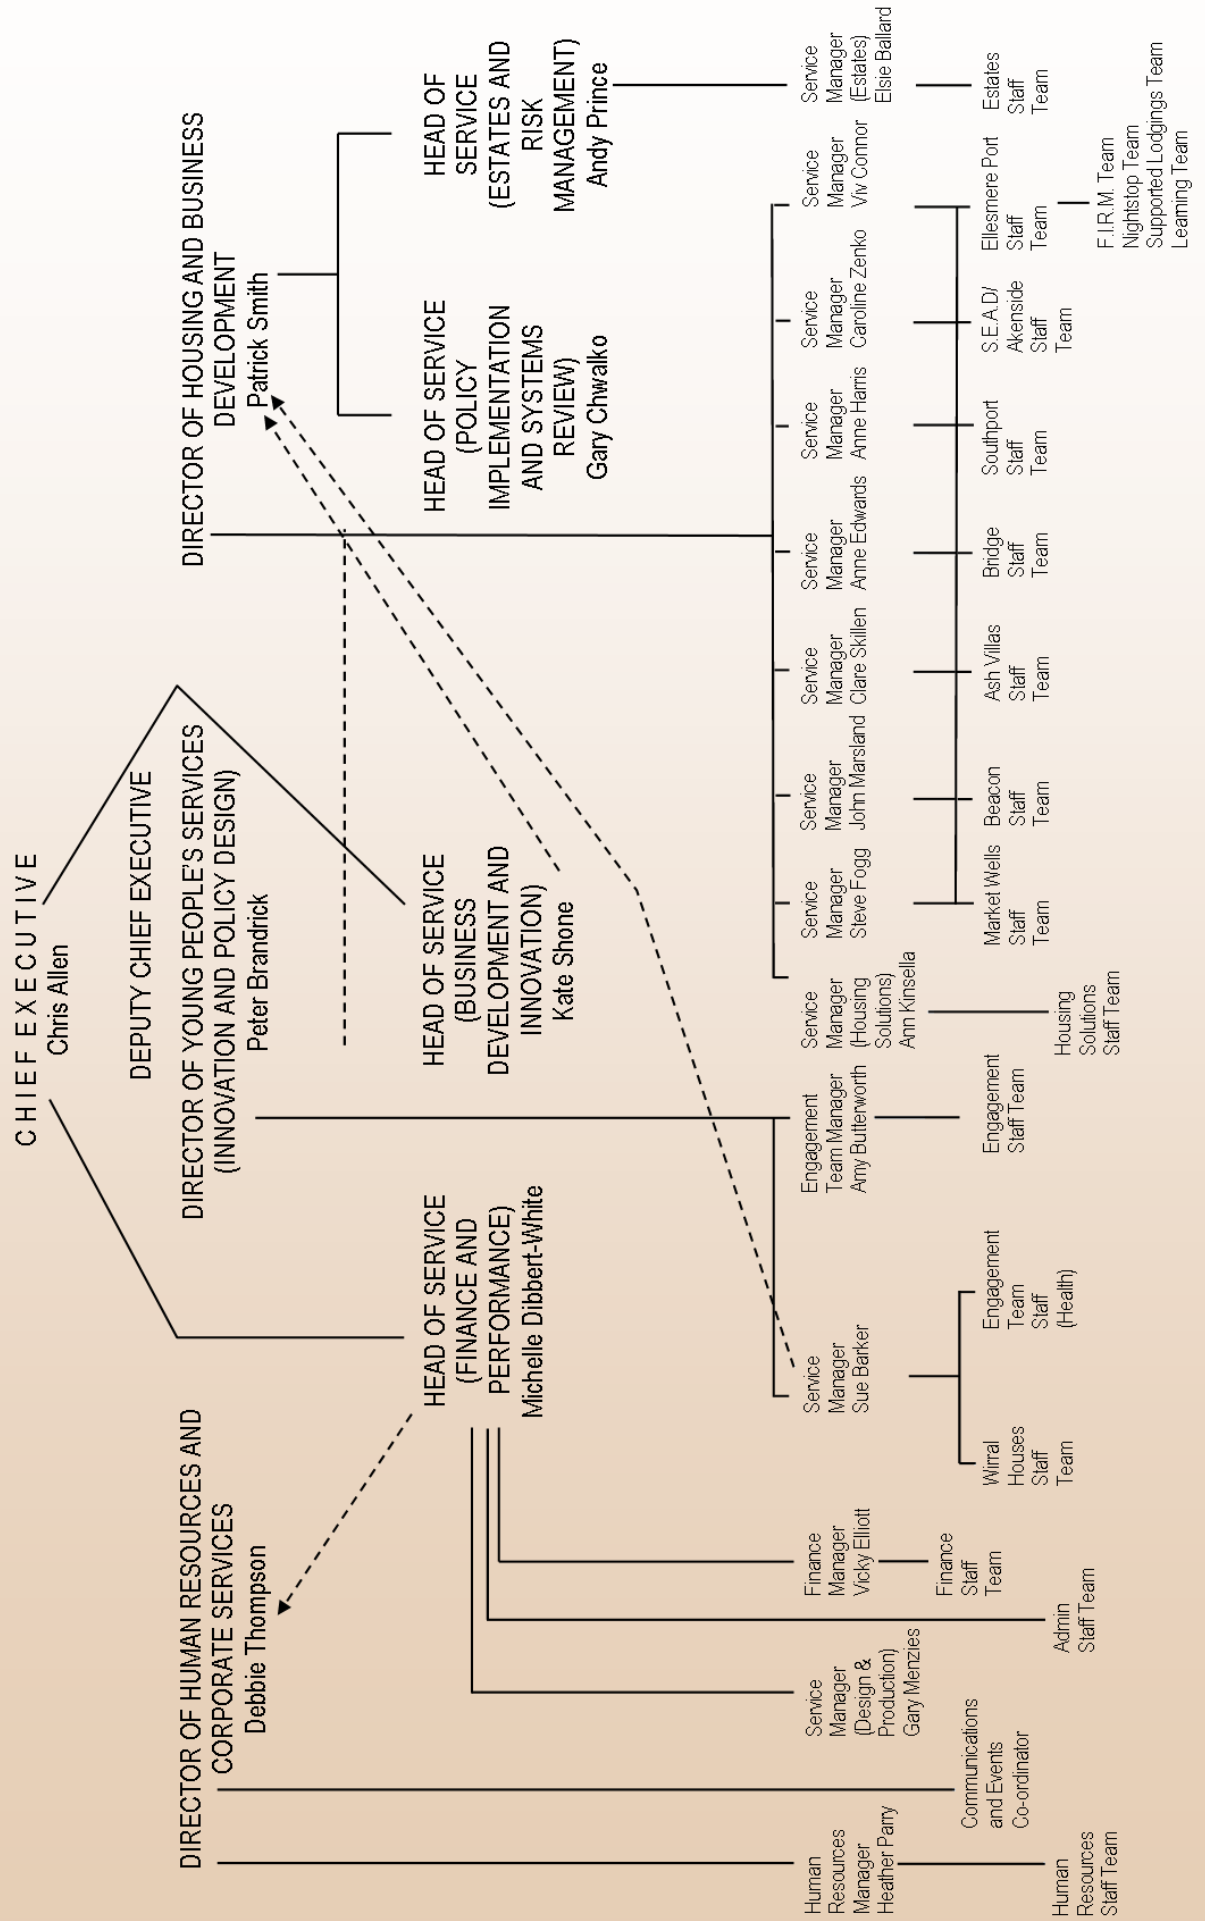 CHIEF EXECUTIVE
Chris Allen
DEPUTY CHIEF EXECUTIVE
DIRECTOR OF HUMAN RESOURCES AND
CORPORATE SERVICES
Debbie Thompson
DIRECTOR OF YOUNG PEOPLE'S SERVICES
(INNOVATION AND POLICY DESIGN)
Peter Brandrick
DIRECTOR OF HOUSING AND BUSINESS
DEVELOPMENT
Patrick Smith
HEAD OF SERVICE
(FINANCE AND
PERFORMANCE)
Michelle Dibbert-White
HEAD OF SERVICE
(BUSINESS
DEVELOPMENT AND
INNOVATION)
Kate Shone
HEAD OF SERVICE
(POLICY
IMPLEMENTATION
AND SYSTEMS
REVIEW)
Gary Chwalko
HEAD OF
SERVICE
(ESTATES AND
RISK
MANAGEMENT)
Andy Prince
Human
Resources
Manager
Heather Parry
Service
Manager
(Design &
Production)
Gary Menzies
Finance
Manager
Vicky Elliott
Service
Manager
Sue Barker
Engagement
Team Manager
Amy Butterworth
Service
Manager
(Housing
Solutions)
Ann Kinsella
Service
Manager
Steve Fogg
Service
Manager
John Marsland
Service
Manager
Clare Skillen
Service
Manager
Anne Edwards
Service
Manager
Anne Harris
Service
Manager
Caroline Zenko
Service
Manager
Viv Connor
Service
Manager
(Estates)
Elsie Ballard
Human
Resources
Staff Team
Communications
and Events
Co-ordinator
Admin
Staff Team
Finance
Staff
Team
Wirral
Houses
Staff
Team
Engagement
Team
Staff
(Health)
Engagement
Staff Team
Housing
Solutions
Staff Team
Market Wells
Staff
Team
Beacon
Staff
Team
Ash Villas
Staff
Team
Bridge
Staff
Team
Southport
Staff
Team
S.E.A.D/
Akenside
Staff
Team
Ellesmere Port
Staff
Team
Estates
Staff
Team
F.I.R.M. Team
Nightstop Team
Supported Lodgings Team
Learning Team